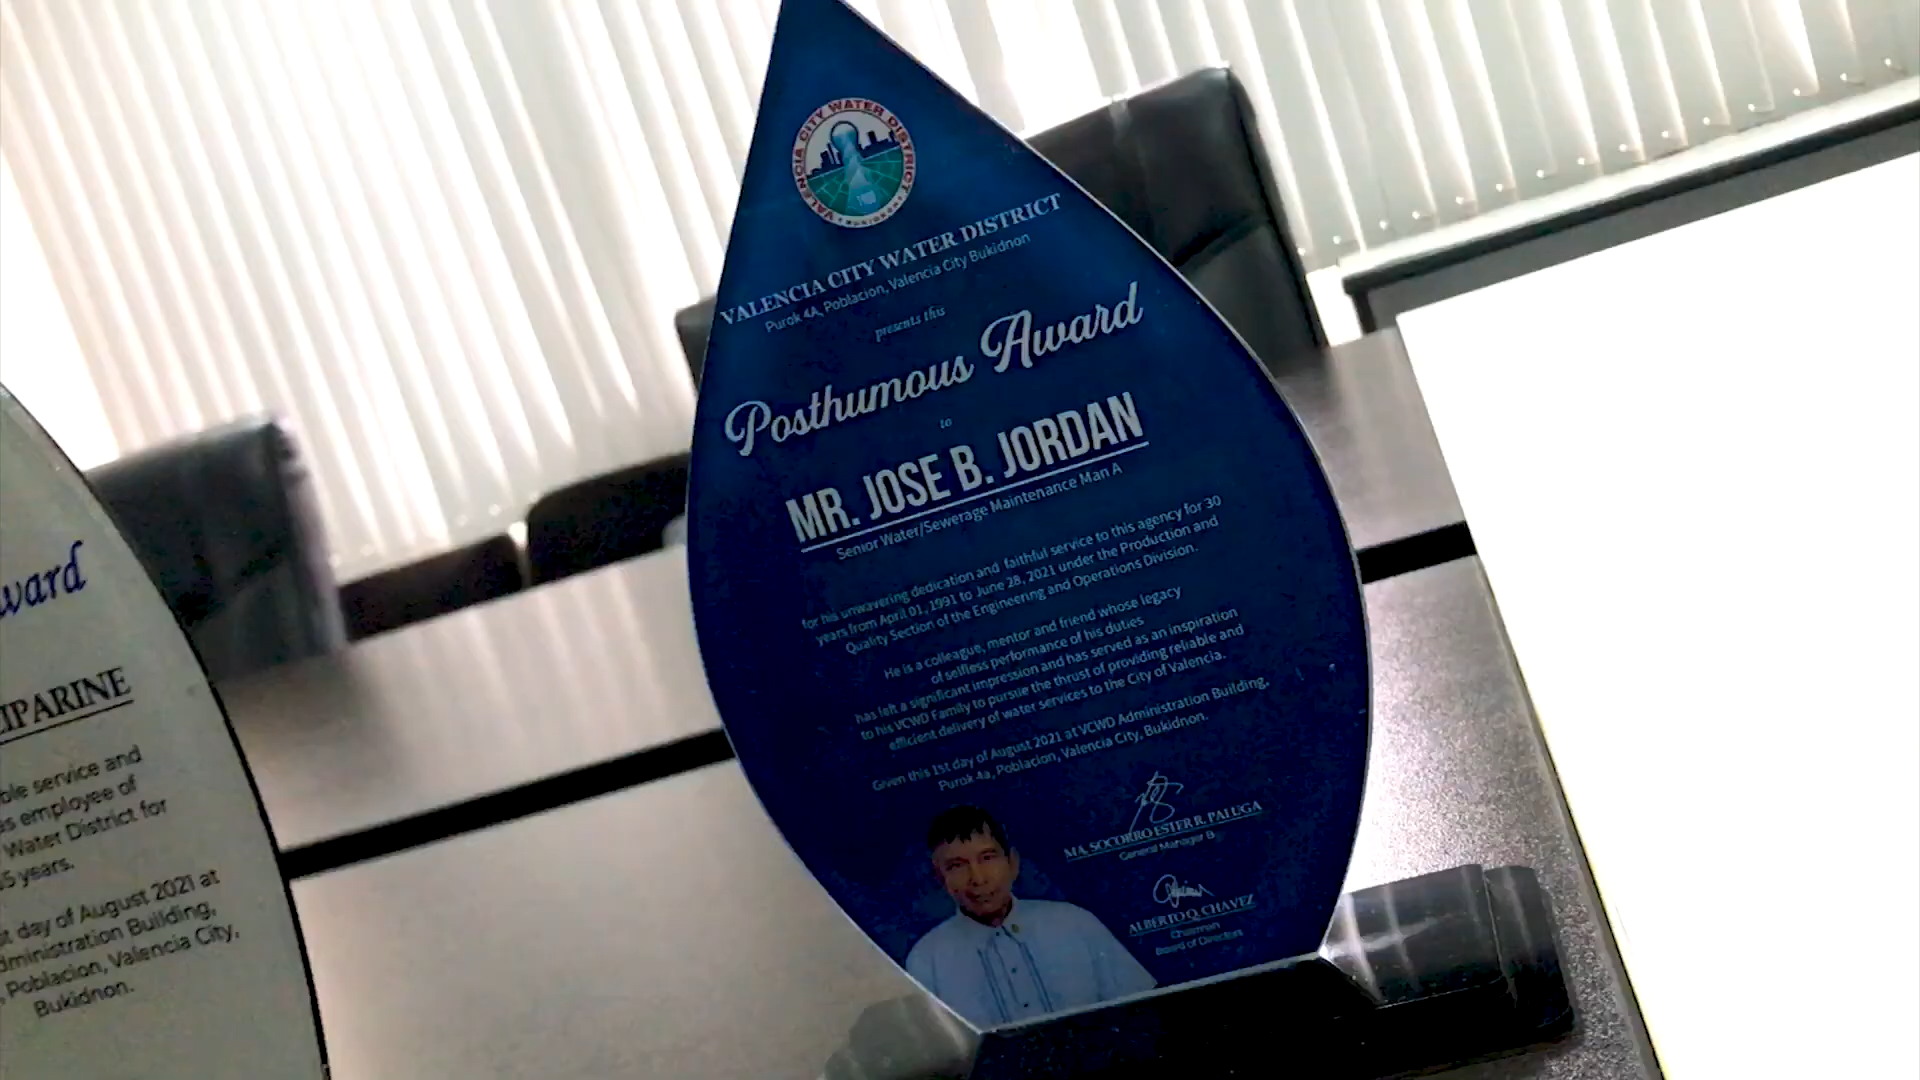 VALENCIA CITY WATER DISTRICT
VALENCIA CITY WATER DISTRICT
Purok 4A, Poblacion, Valencia City Bukidnon
presents this
Posthumous Award
to
MR. JOSE B. JORDAN
Senior Water/Sewerage Maintenance Man A
for his unwavering dedication and faithful service to this agency for 30
years from April 01, 1991 to June 28, 2021 under the Production and
Quality Section of the Engineering and Operations Division.
He is a colleague, mentor and friend whose legacy
of selfless performance of his duties
has left a significant impression and has served as an inspiration
to his VCWD Family to pursue the thrust of providing reliable and
efficient delivery of water services to the City of Valencia.
Given this 1st day of August 2021 at VCWD Administration Building,
Purok 4a, Poblacion, Valencia City, Bukidnon.
MA. SOCORRO ESTER R. PALUGA
General Manager B
ALBERTO Q. CHAVEZ
Chairman
Board of Directors
ward
IPARINE
ble service and
as employee of
Water District for
5 years.
st day of August 2021 at
dministration Building,
, Poblacion, Valencia City,
Bukidnon.